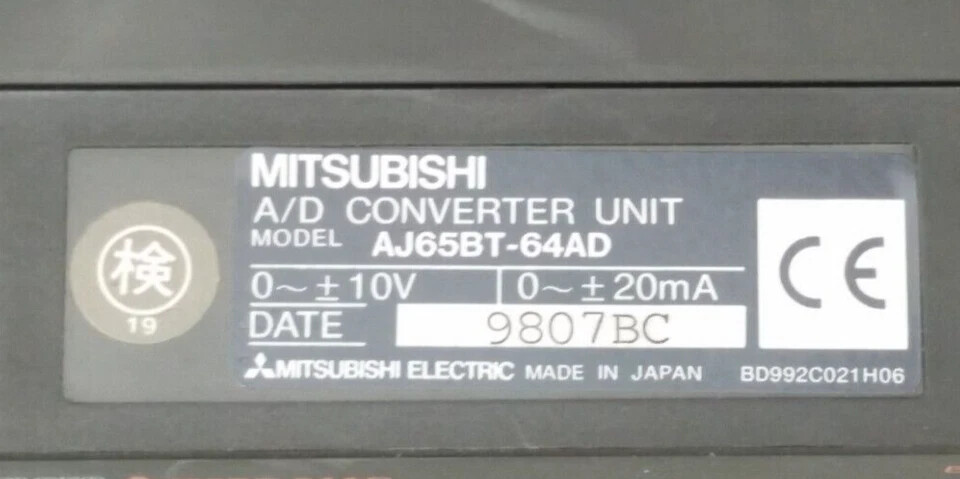 検
19
MITSUBISHI
A/D CONVERTER UNIT
MODEL AJ65BT-64AD
0~±10V 0~±20mA
DATE 9807BC
MITSUBISHI ELECTRIC MADE IN JAPAN
CE
BD992C021H06